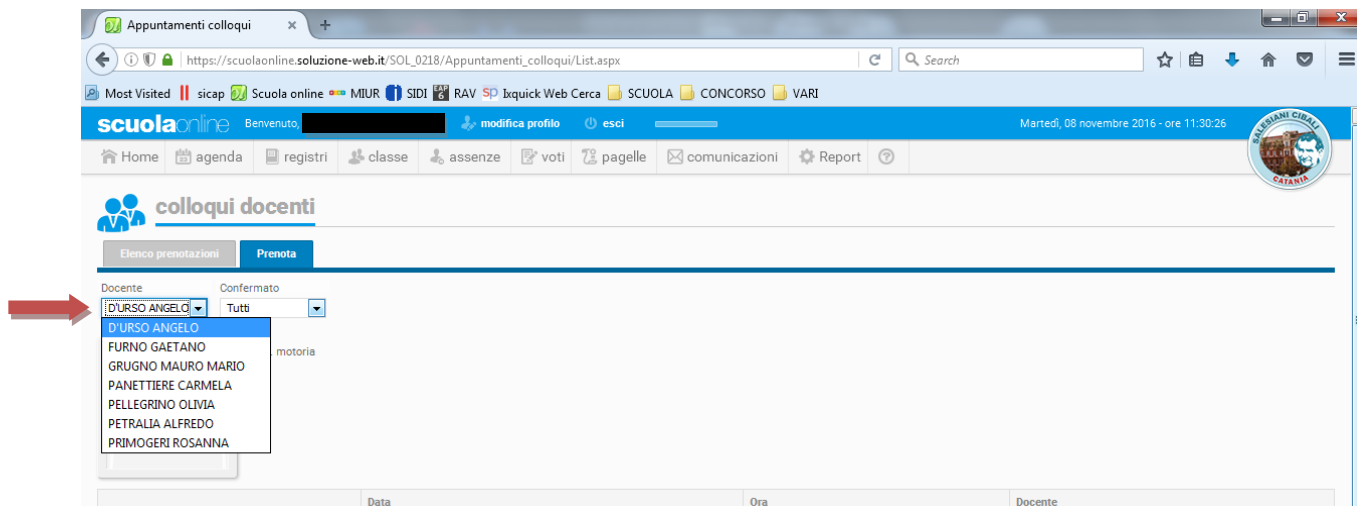 Appuntamenti colloqui
https://scuolaonline.soluzione-web.it/SOL_0218/Appuntamenti_colloqui/List.aspx
Search
Most Visited sicap Scuola online MIUR SIDI RAV Ixquick Web Cerca SCUOLA CONCORSO VARI
scuolaonline Benvenuto, modifica profilo esci Martedì, 08 novembre 2016 - ore 11:30:26
SALESIANI CIBALI
CATANIA
Home agenda registri classe assenze voti pagelle comunicazioni Report
colloqui docenti
Elenco prenotazioni Prenota
Docente Confermato
D'URSO ANGELO Tutti
D'URSO ANGELO
FURNO GAETANO
motoria
GRUGNO MAURO MARIO
PANETTIERE CARMELA
PELLEGRINO OLIVIA
PETRALIA ALFREDO
PRIMOGERI ROSANNA
Data Ora Docente